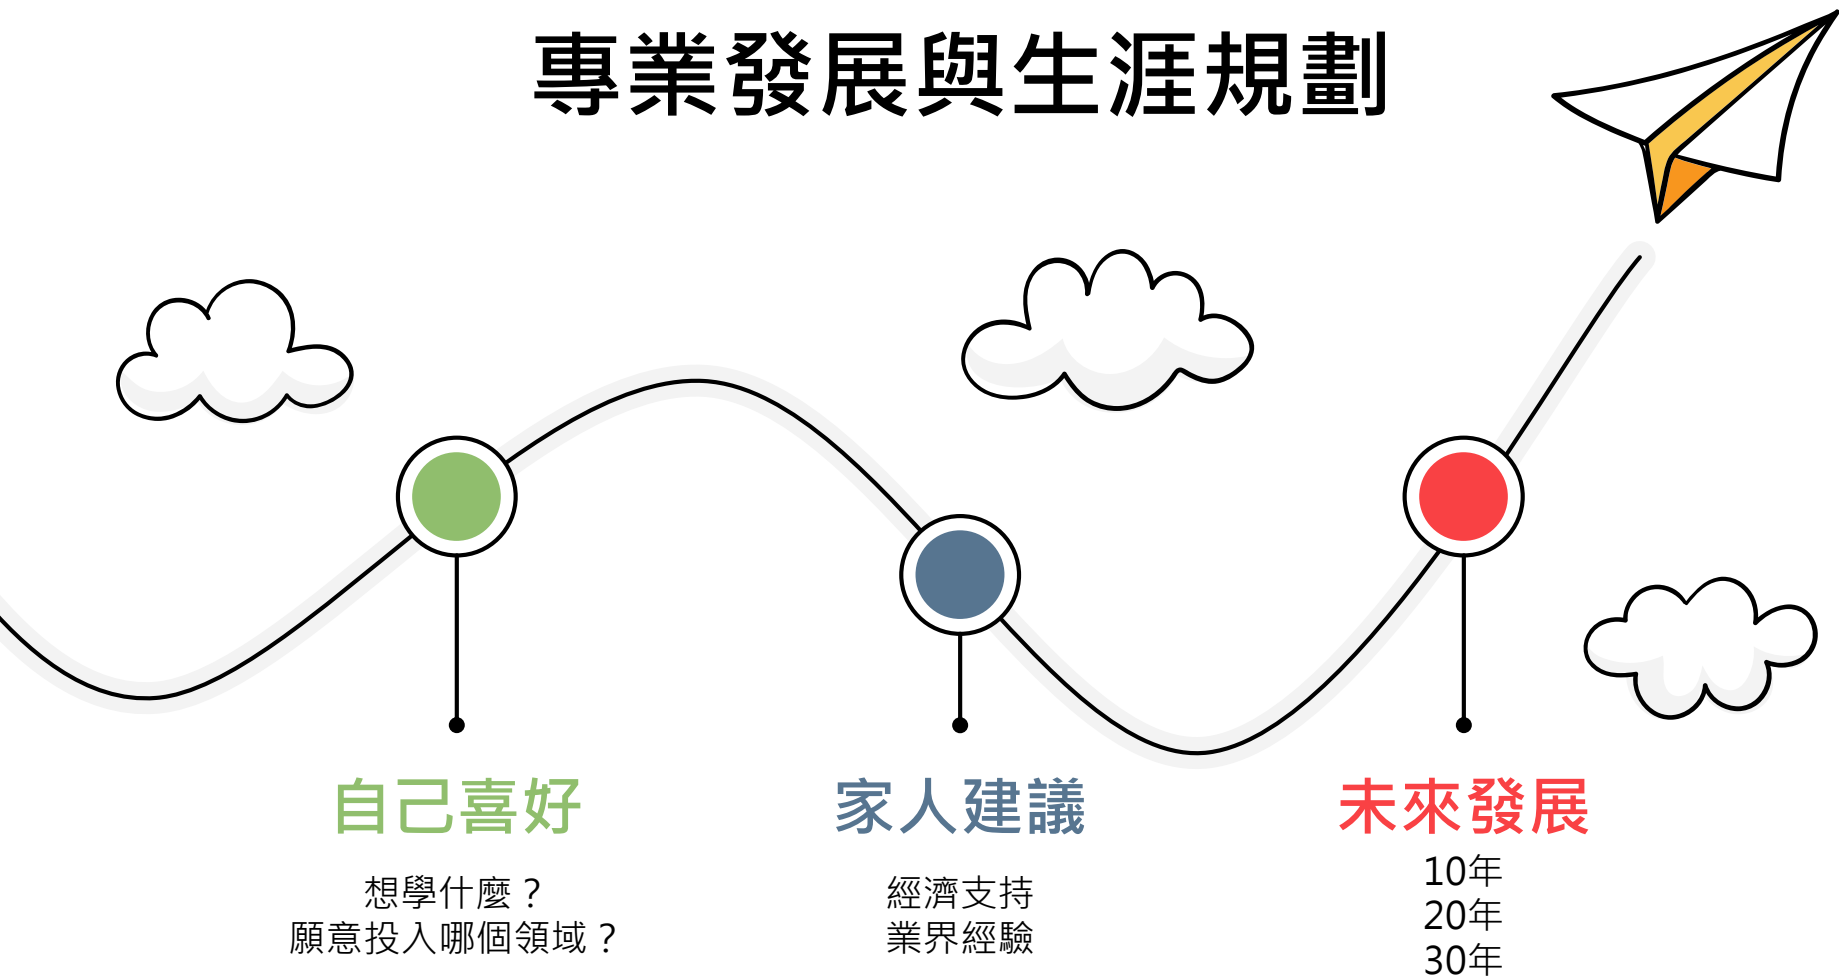 專業發展與生涯規劃
自己喜好
想學什麼？
願意投入哪個領域？
家人建議
經濟支持
業界經驗
未來發展
10年
20年
30年